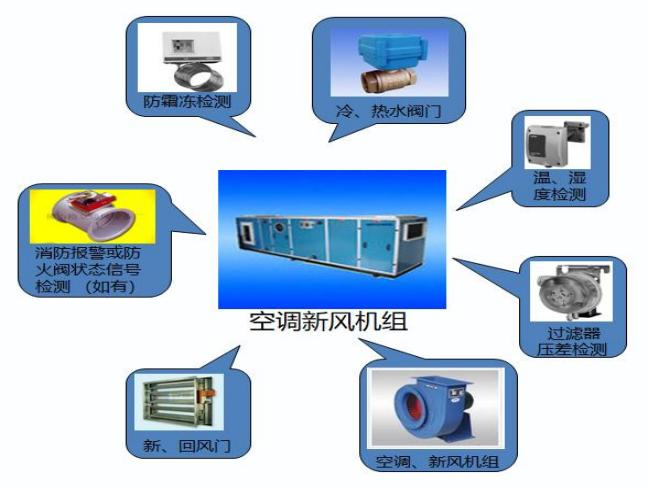 防霜冻检测
冷、热水阀门
温、湿
度检测
消防报警或防
火阀状态信号
检测 （如有）
空调新风机组
过滤器
压差检测
新、回风门
空调、新风机组